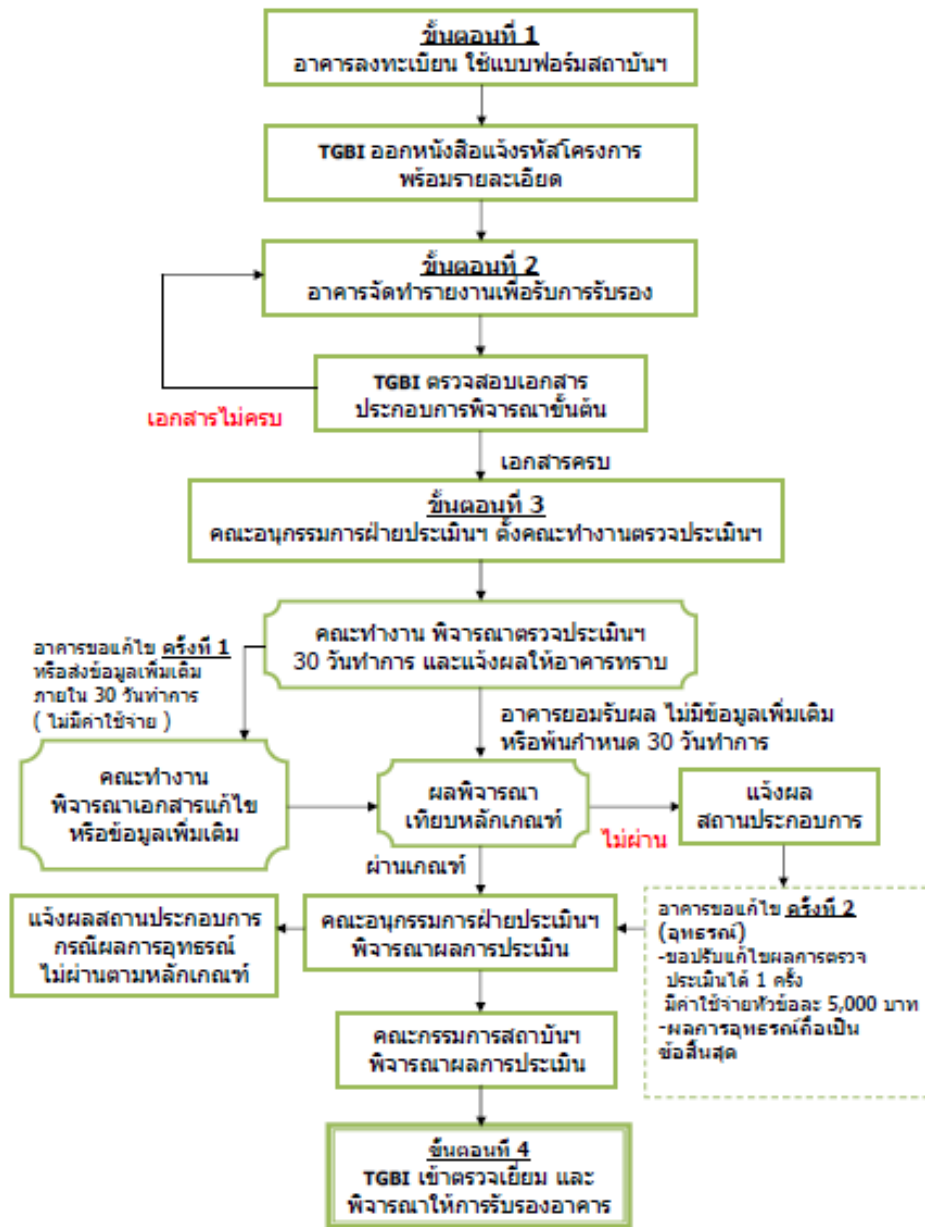 ขั้นตอนที่ 1
อาคารลงทะเบียน ใช้แบบฟอร์มสถาบันฯ
TGBI ออกหนังสือแจ้งรหัสโครงการ
พร้อมรายละเอียด
ขั้นตอนที่ 2
อาคารจัดทำรายงานเพื่อรับการรับรอง
TGBI ตรวจสอบเอกสาร
ประกอบการพิจารณาขั้นต้น
เอกสารไม่ครบ
เอกสารครบ
ขั้นตอนที่ 3
คณะอนุกรรมการฝ่ายประเมินฯ ตั้งคณะทำงานตรวจประเมินฯ
คณะทำงาน พิจารณาตรวจประเมินฯ
30 วันทำการ และแจ้งผลให้อาคารทราบ
อาคารขอแก้ไข ครั้งที่ 1
หรือส่งข้อมูลเพิ่มเติม
ภายใน 30 วันทำการ
( ไม่มีค่าใช้จ่าย )
อาคารยอมรับผล ไม่มีข้อมูลเพิ่มเติม
หรือพ้นกำหนด 30 วันทำการ
คณะทำงาน
พิจารณาเอกสารแก้ไข
หรือข้อมูลเพิ่มเติม
ผลพิจารณา
เทียบหลักเกณฑ์
ไม่ผ่าน
แจ้งผล
สถานประกอบการ
ผ่านเกณฑ์
แจ้งผลสถานประกอบการ
กรณีผลการอุทธรณ์
ไม่ผ่านตามหลักเกณฑ์
คณะอนุกรรมการฝ่ายประเมินฯ
พิจารณาผลการประเมิน
อาคารขอแก้ไข ครั้งที่ 2
(อุทธรณ์)
-ขอปรับแก้ไขผลการตรวจ
ประเมินได้ 1 ครั้ง
มีค่าใช้จ่ายหัวข้อละ 5,000 บาท
-ผลการอุทธรณ์ถือเป็น
ข้อสิ้นสุด
คณะกรรมการสถาบันฯ
พิจารณาผลการประเมิน
ขั้นตอนที่ 4
TGBI เข้าตรวจเยี่ยม และ
พิจารณาให้การรับรองอาคาร